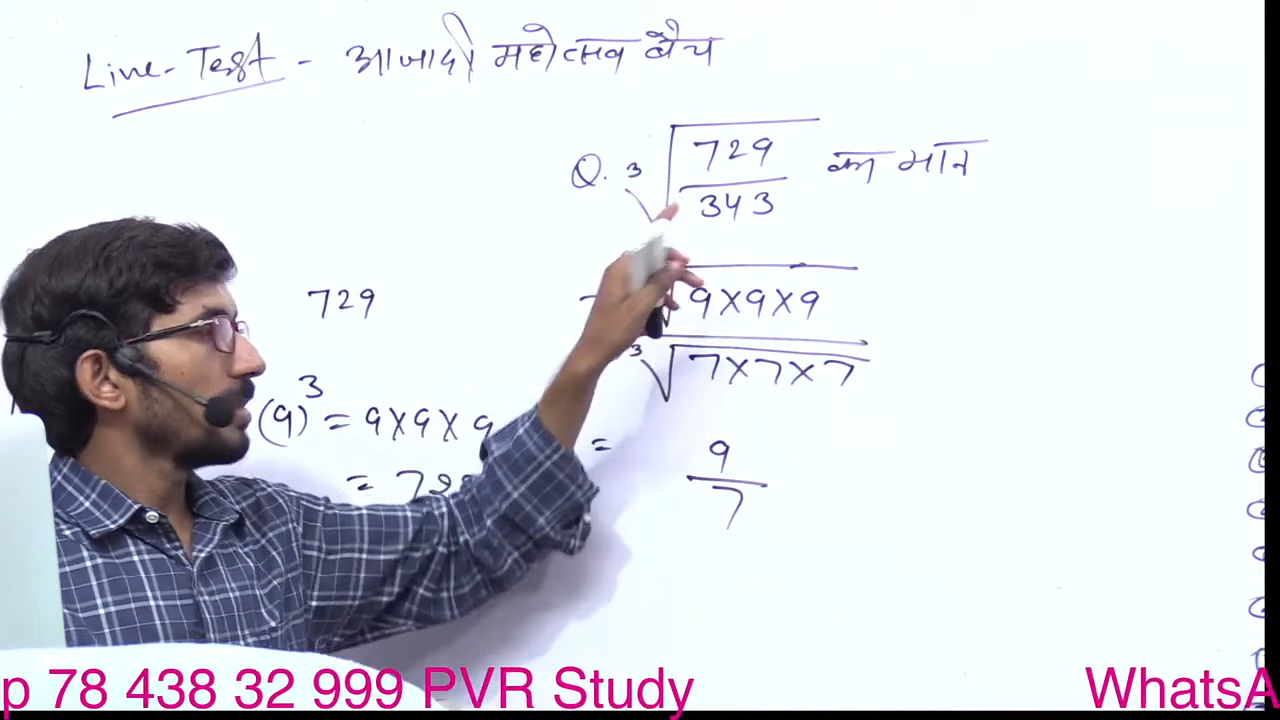 Line-Test - आजादी महोत्सव बैच
Q. ∛(729/343) का मान
729
∛9×9×9
∛7×7×7
(9)³ = 9×9×9
=
= 9/7
p 78 438 32 999 PVR Study
WhatsA